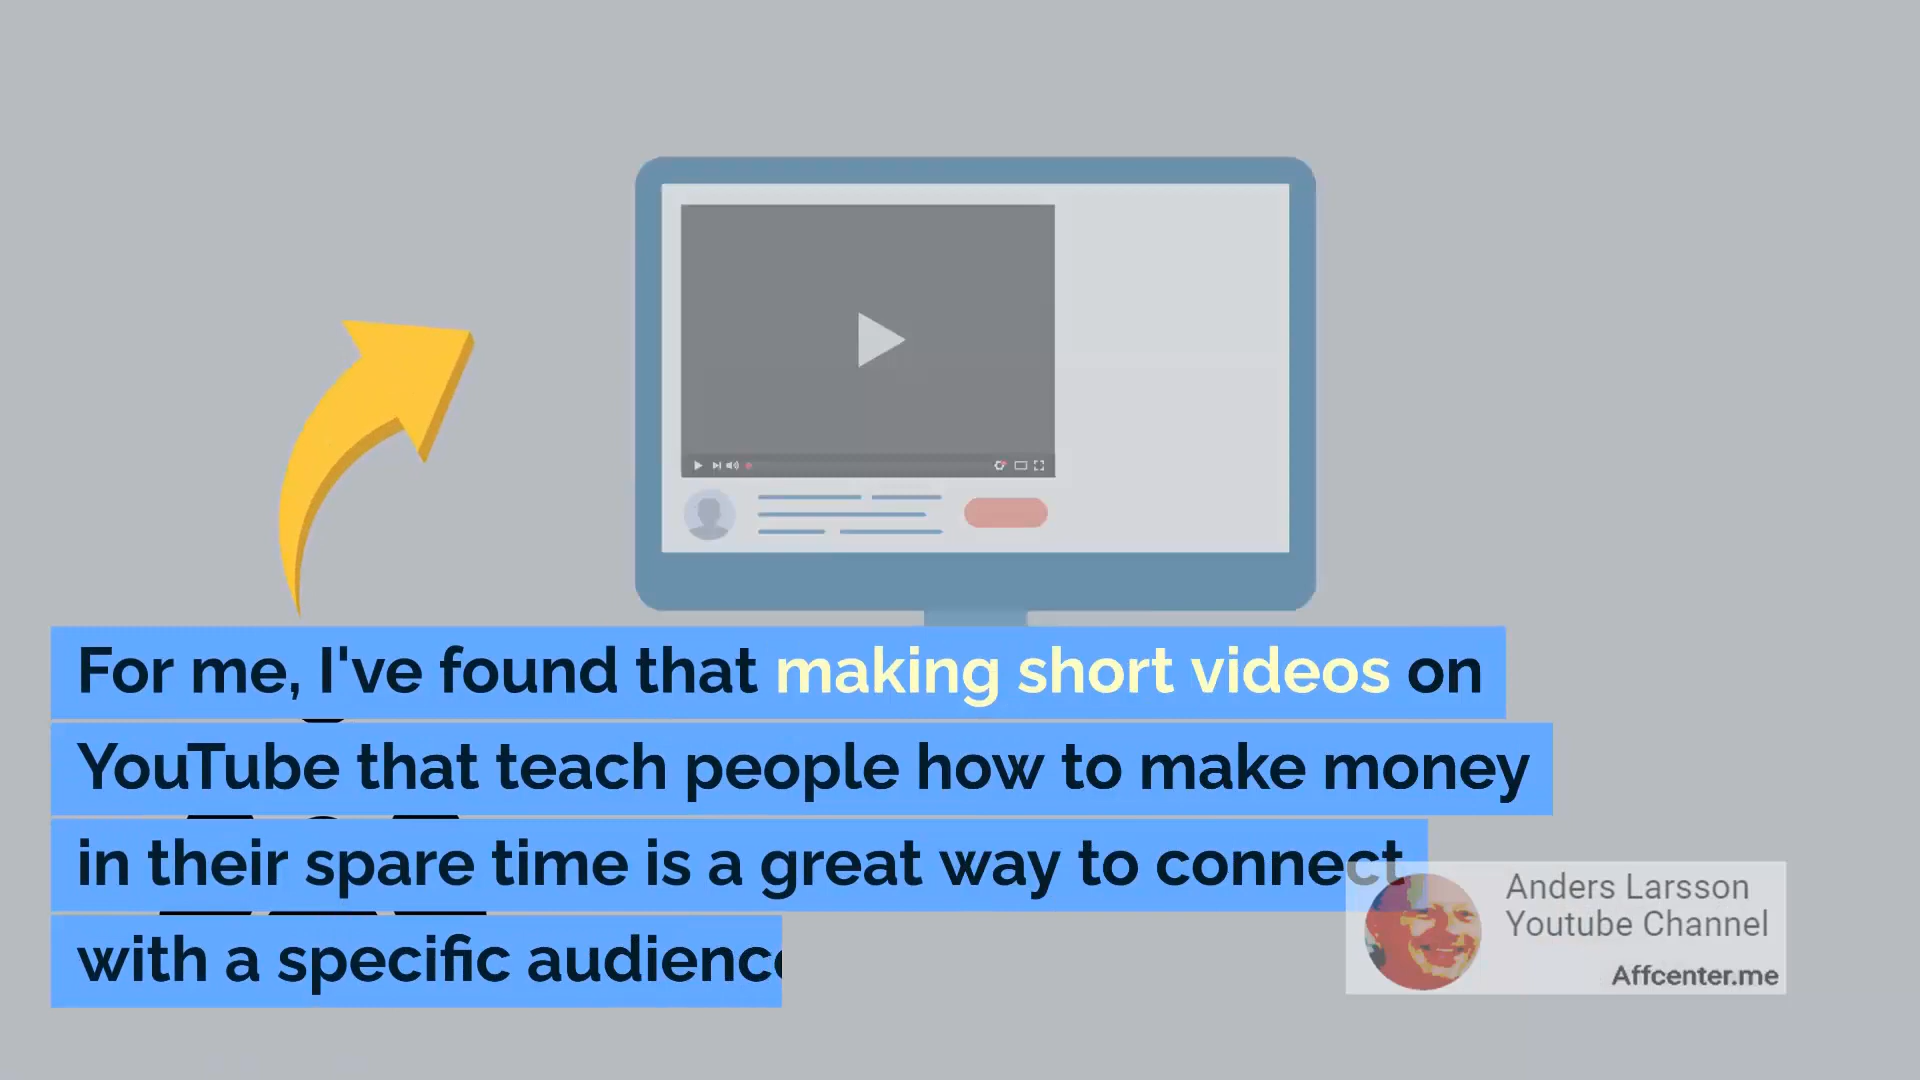 For me, I've found that making short videos on
YouTube that teach people how to make money
in their spare time is a great way to connect
with a specific audience
Anders Larsson
Youtube Channel
Affcenter.me